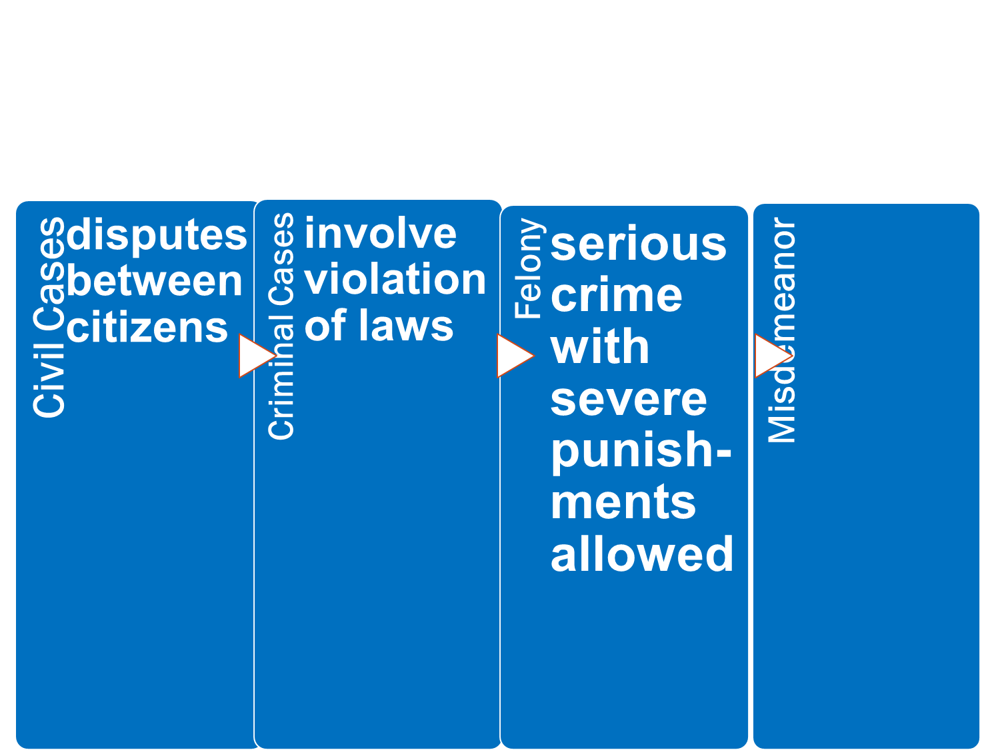 Civil Cases
disputes
between
citizens
Criminal Cases
involve
violation
of laws
Felony
serious
crime
with
severe
punish-
ments
allowed
Misdemeanor